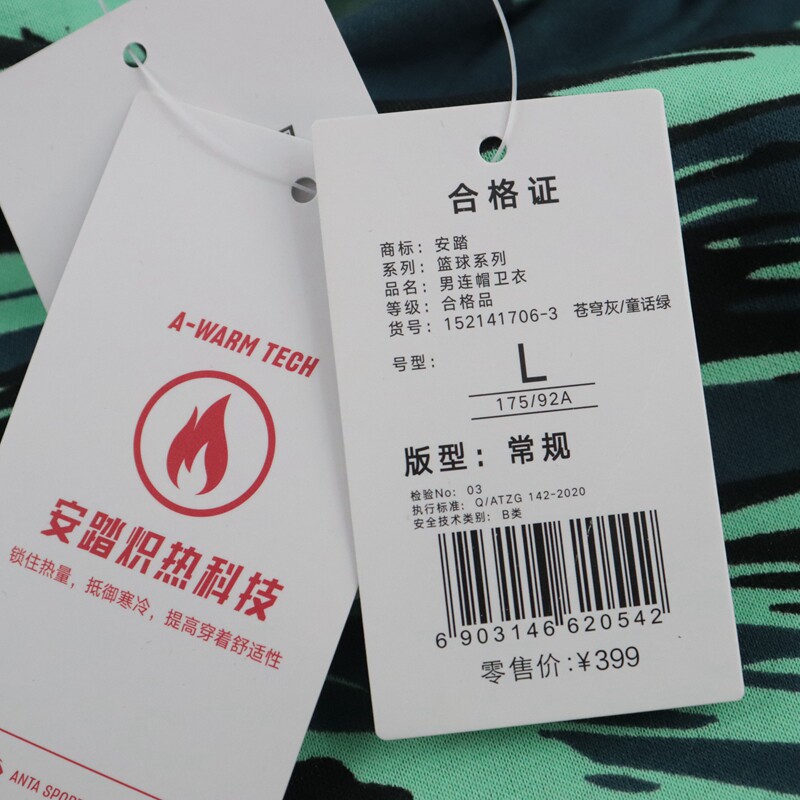 合格证
商标：安踏
系列：篮球系列
品名：男连帽卫衣
等级：合格品
货号：152141706-3 苍穹灰/童话绿
号型： L
175/92A
版型：常规
检验No: 03
执行标准: Q/ATZG 142-2020
安全技术类别: B类
6 903146 620542
零售价:¥399
A-WARM TECH
安踏炽热科技
锁住热量，抵御寒冷，提高穿着舒适性
ANTA SPOR